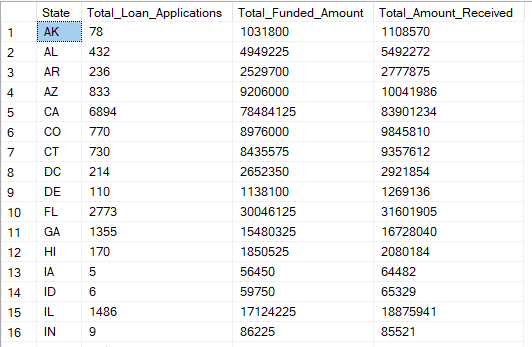 State Total_Loan_Applications Total_Funded_Amount Total_Amount_Received
1 AK 78 1031800 1108570
2 AL 432 4949225 5492272
3 AR 236 2529700 2777875
4 AZ 833 9206000 10041986
5 CA 6894 78484125 83901234
6 CO 770 8976000 9845810
7 CT 730 8435575 9357612
8 DC 214 2652350 2921854
9 DE 110 1138100 1269136
10 FL 2773 30046125 31601905
11 GA 1355 15480325 16728040
12 HI 170 1850525 2080184
13 IA 5 56450 64482
14 ID 6 59750 65329
15 IL 1486 17124225 18875941
16 IN 9 86225 85521